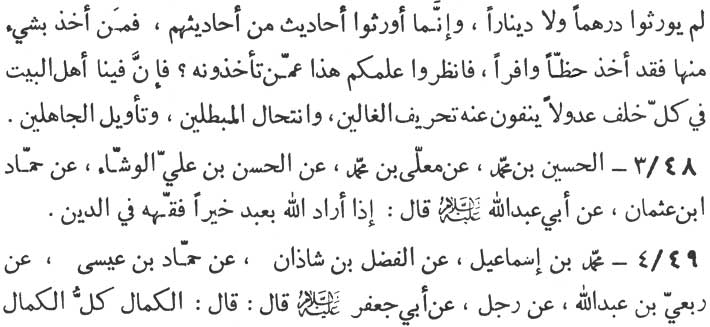 لم يورثوا درهماً ولا ديناراً ، وإنّما أورثوا أحاديث من أحاديثهم ، فمَن أخذ بشيء
منها فقد أخذ حظّاً وافراً ، فانظروا علمكم هذا عمّن تأخذونه ؟ فإنَّ فينا أهل البيت
في كلّ خلف عدولاً ينفون عنه تحريف الغالين، وانتحال المبطلين ، وتأويل الجاهلين .
٣/٤٨ ــ الحسين بن محمّد ، عن معلّى بن محمّد ، عن الحسن بن عليّ الوشّاء ، عن حمّاد
ابن عثمان ، عن أبي عبدالله عليه‌السلام قال : إذا أراد الله بعبد خيراً فقّهه في الدين .
٤/٤٩ ــ محمّد بن إسماعيل ، عن الفضل بن شاذان ، عن حمّاد بن عيسى ، عن
ربعيّ بن عبدالله ، عن رجل ، عن أبي جعفر عليه‌السلام قال : قال : الكمال كلُّ الكمال